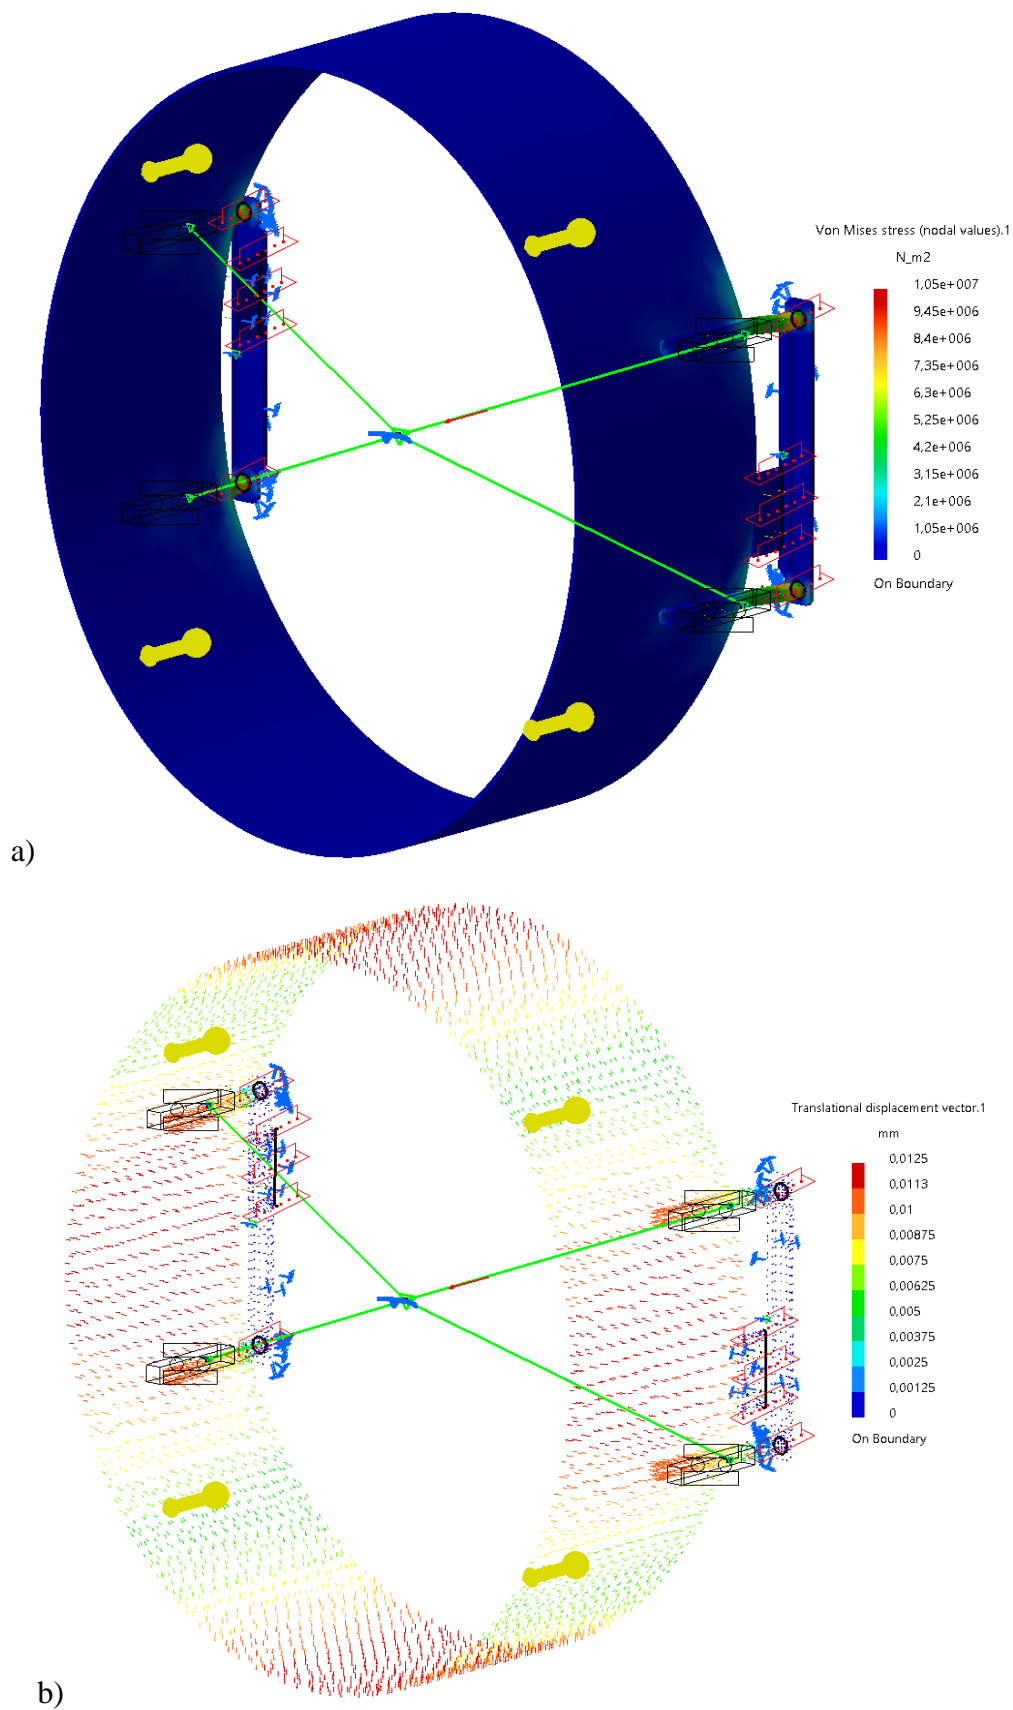 Von Mises stress (nodal values).1
N_m2
1,05e+007
9,45e+006
8,4e+006
7,35e+006
6,3e+006
5,25e+006
4,2e+006
3,15e+006
2,1e+006
1,05e+006
0
On Boundary
a)
Translational displacement vector.1
mm
0,0125
0,0113
0,01
0,00875
0,0075
0,00625
0,005
0,00375
0,0025
0,00125
0
On Boundary
b)